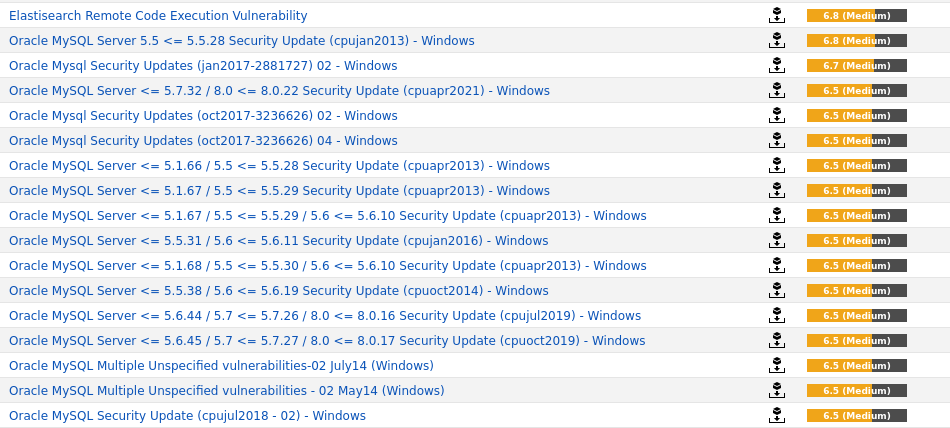 Elastisearch Remote Code Execution Vulnerability 6.8 (Medium)
Oracle MySQL Server 5.5 <= 5.5.28 Security Update (cpujan2013) - Windows 6.8 (Medium)
Oracle Mysql Security Updates (jan2017-2881727) 02 - Windows 6.7 (Medium)
Oracle MySQL Server <= 5.7.32 / 8.0 <= 8.0.22 Security Update (cpuapr2021) - Windows 6.5 (Medium)
Oracle Mysql Security Updates (oct2017-3236626) 02 - Windows 6.5 (Medium)
Oracle Mysql Security Updates (oct2017-3236626) 04 - Windows 6.5 (Medium)
Oracle MySQL Server <= 5.1.66 / 5.5 <= 5.5.28 Security Update (cpuapr2013) - Windows 6.5 (Medium)
Oracle MySQL Server <= 5.1.67 / 5.5 <= 5.5.29 Security Update (cpuapr2013) - Windows 6.5 (Medium)
Oracle MySQL Server <= 5.1.67 / 5.5 <= 5.5.29 / 5.6 <= 5.6.10 Security Update (cpuapr2013) - Windows 6.5 (Medium)
Oracle MySQL Server <= 5.5.31 / 5.6 <= 5.6.11 Security Update (cpujan2016) - Windows 6.5 (Medium)
Oracle MySQL Server <= 5.1.68 / 5.5 <= 5.5.30 / 5.6 <= 5.6.10 Security Update (cpuapr2013) - Windows 6.5 (Medium)
Oracle MySQL Server <= 5.5.38 / 5.6 <= 5.6.19 Security Update (cpuoct2014) - Windows 6.5 (Medium)
Oracle MySQL Server <= 5.6.44 / 5.7 <= 5.7.26 / 8.0 <= 8.0.16 Security Update (cpujul2019) - Windows 6.5 (Medium)
Oracle MySQL Server <= 5.6.45 / 5.7 <= 5.7.27 / 8.0 <= 8.0.17 Security Update (cpuoct2019) - Windows 6.5 (Medium)
Oracle MySQL Multiple Unspecified vulnerabilities-02 July14 (Windows) 6.5 (Medium)
Oracle MySQL Multiple Unspecified vulnerabilities - 02 May14 (Windows) 6.5 (Medium)
Oracle MySQL Security Update (cpujul2018 - 02) - Windows 6.5 (Medium)